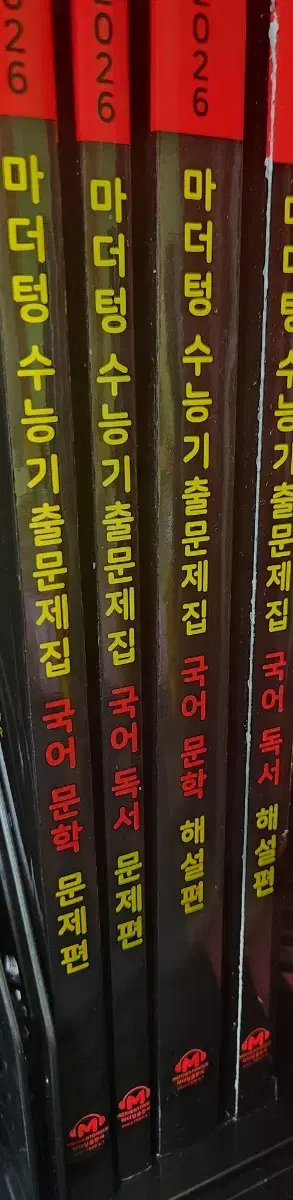 026
마더텅 수능기출문제집 국어 문학 문제편
2026
마더텅 수능기출문제집 국어 독서 문제편
2026
마더텅 수능기출문제집 국어 문학 해설편
마더텅 수능기출문제집 국어 독서 해설편